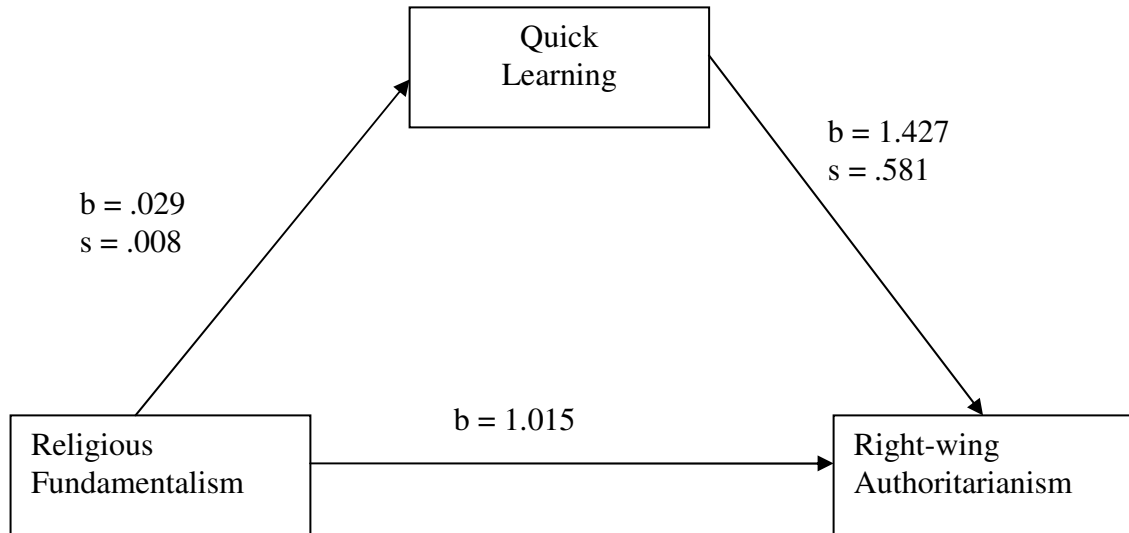 Quick
Learning
b = 1.427
s = .581
b = .029
s = .008
b = 1.015
Religious
Fundamentalism
Right-wing
Authoritarianism